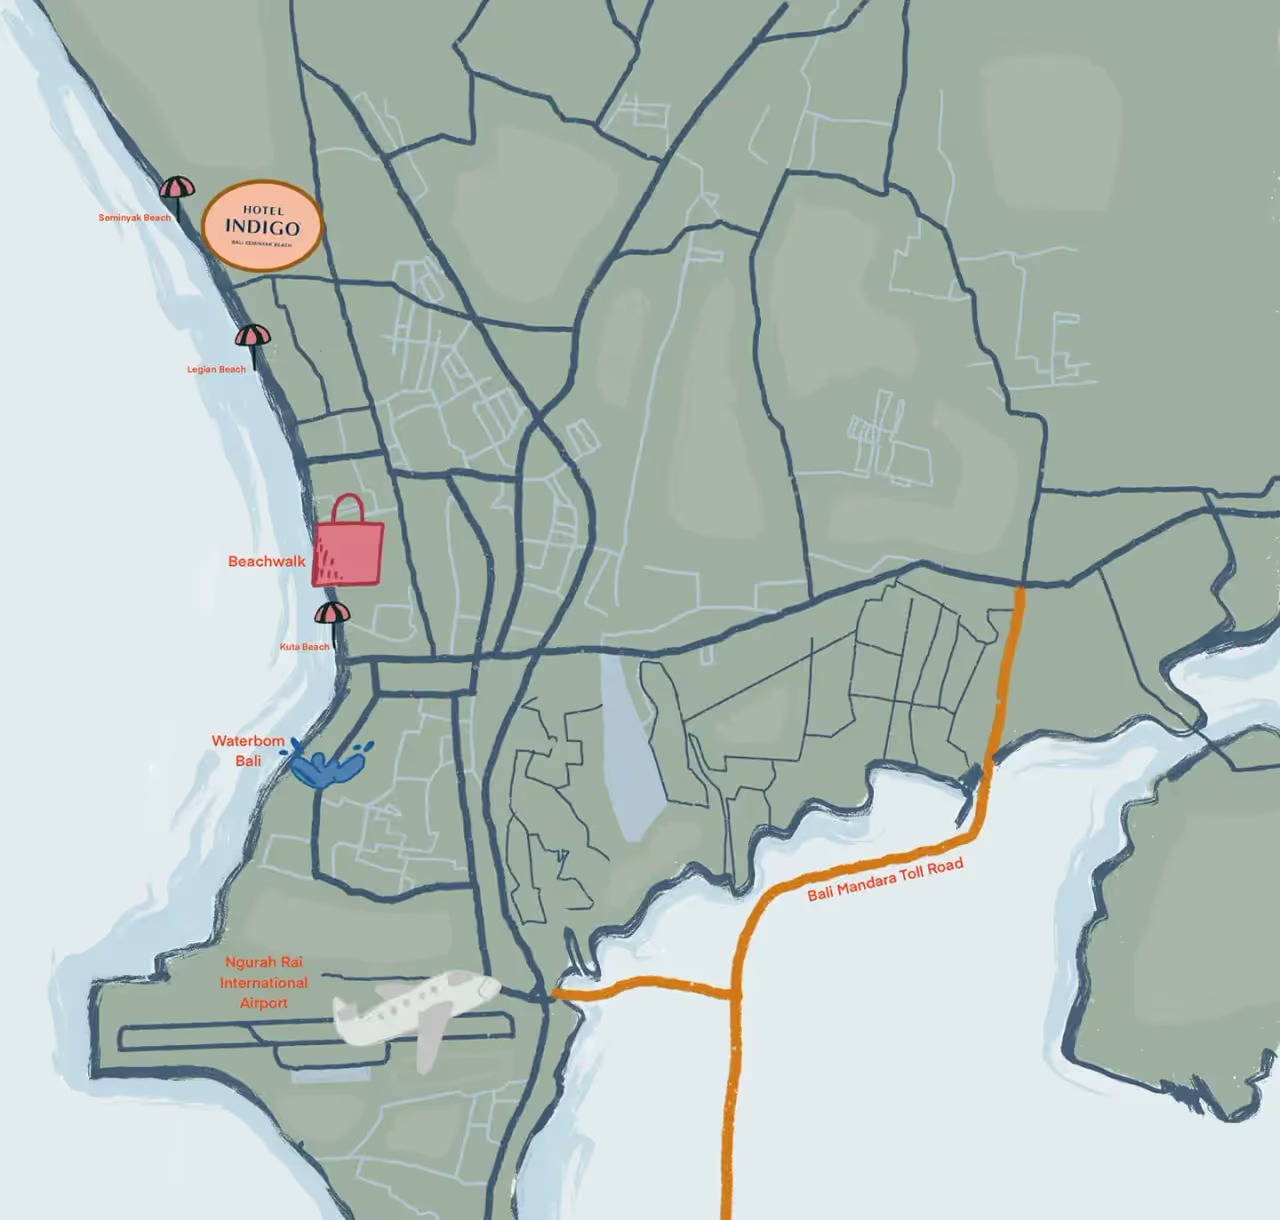 HOTEL
INDIGO
BALI SEMINYAK BEACH
Seminyak Beach
Legian Beach
Beachwalk
Kuta Beach
Waterbom
Bali
Bali Mandara Toll Road
Ngurah Rai
International
Airport